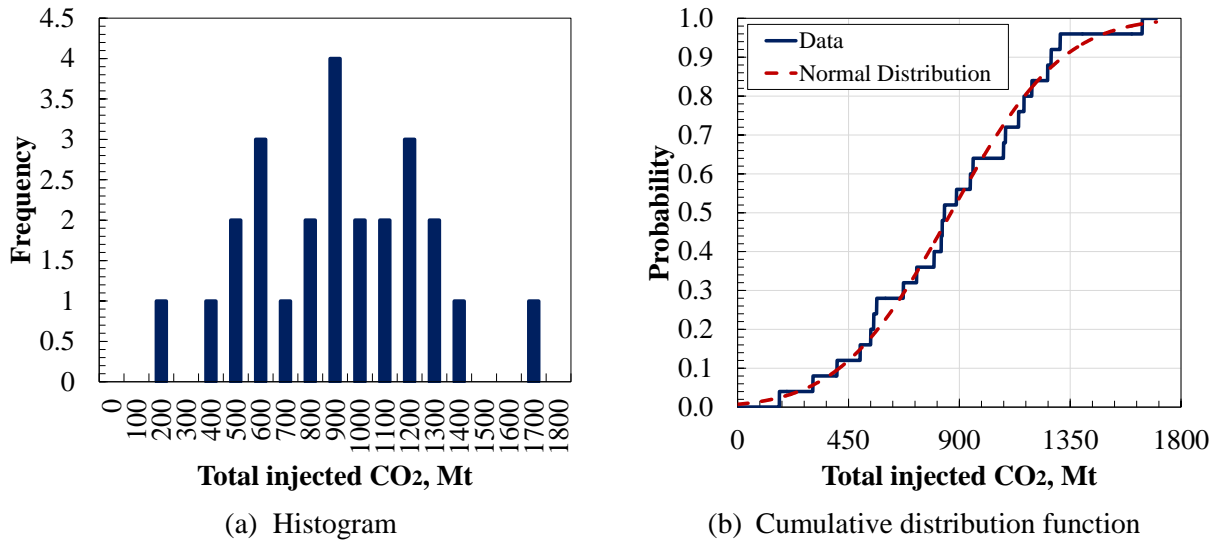 4.5
4
3.5
3
2.5
2
1.5
1
0.5
0
Frequency
0 100 200 300 400 500 600 700 800 900 1000 1100 1200 1300 1400 1500 1600 1700 1800
Total injected CO2, Mt
(a) Histogram
1.0
0.9
0.8
0.7
0.6
0.5
0.4
0.3
0.2
0.1
0.0
Probability
Data
Normal Distribution
0 450 900 1350 1800
Total injected CO2, Mt
(b) Cumulative distribution function